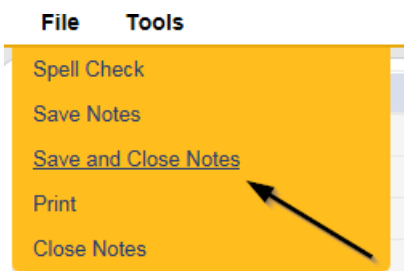 File Tools
Spell Check
Save Notes
Save and Close Notes
Print
Close Notes